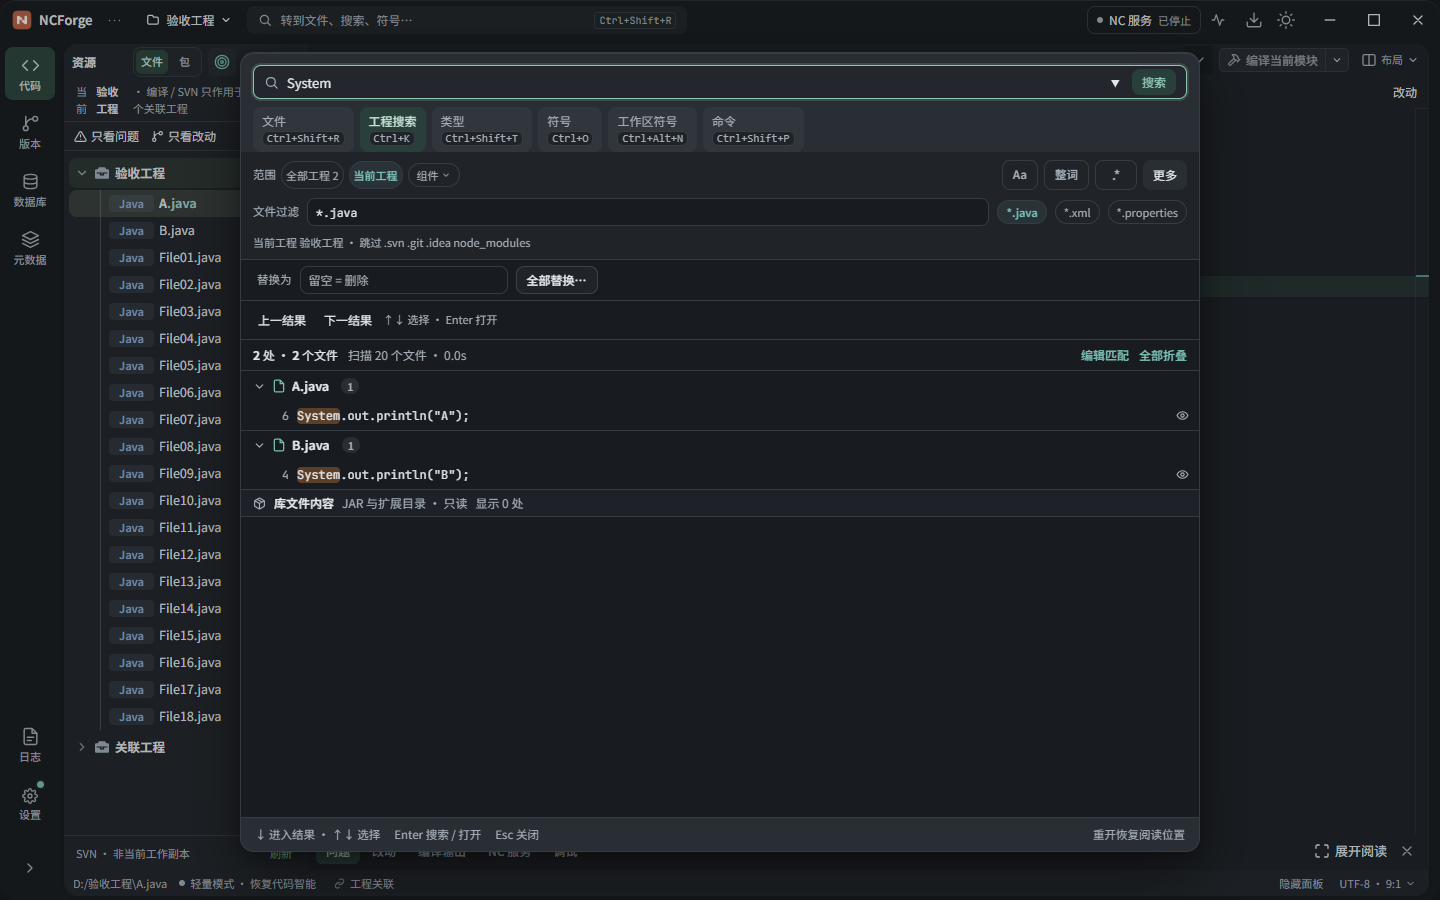 NCForge ··· 验收工程 转到文件、搜索、符号··· Ctrl+Shift+R NC 服务 已停止
代码
版本
数据库
元数据
日志
设置
资源 文件 包
当前 验收工程 · 编译 / SVN 只作用于
个关联工程
只看问题 只看改动
验收工程
Java A.java
Java B.java
Java File01.java
Java File02.java
Java File03.java
Java File04.java
Java File05.java
Java File06.java
Java File07.java
Java File08.java
Java File09.java
Java File10.java
Java File11.java
Java File12.java
Java File13.java
Java File14.java
Java File15.java
Java File16.java
Java File17.java
Java File18.java
关联工程
System 搜索
文件 Ctrl+Shift+R
工程搜索 Ctrl+K
类型 Ctrl+Shift+T
符号 Ctrl+O
工作区符号 Ctrl+Alt+N
命令 Ctrl+Shift+P
范围 全部工程 2 当前工程 组件 Aa 整词 .* 更多
文件过滤 *.java *.java *.xml *.properties
当前工程 验收工程 · 跳过 .svn .git .idea node_modules
替换为 留空 = 删除 全部替换···
上一结果 下一结果 ↑↓ 选择 · Enter 打开
2 处 · 2 个文件 扫描 20 个文件 · 0.0s 编辑匹配 全部折叠
A.java 1
6 System.out.println("A");
B.java 1
4 System.out.println("B");
库文件内容 JAR 与扩展目录 · 只读 显示 0 处
↓ 进入结果 · ↑↓ 选择 Enter 搜索 / 打开 Esc 关闭 重开恢复阅读位置
编译当前模块 布局
改动
SVN · 非当前工作副本 刷新 问题 改动 编译输出 NC 服务 调试 展开阅读
D:/验收工程\A.java 轻量模式 · 恢复代码智能 工程关联 隐藏面板 UTF-8 · 9:1